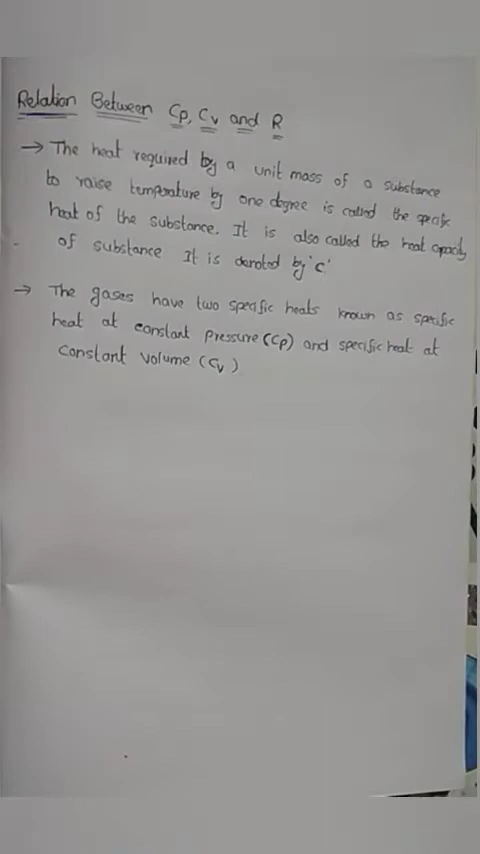 Relation Between Cp, Cv and R
→ The heat required by a unit mass of a substance
to raise temperature by one degree is called the specific
heat of the substance. It is also called the heat capacity
of substance It is denoted by 'c'
→ The gases have two specific heats known as specific
heat at constant pressure (Cp) and specific heat at
constant volume (Cv)